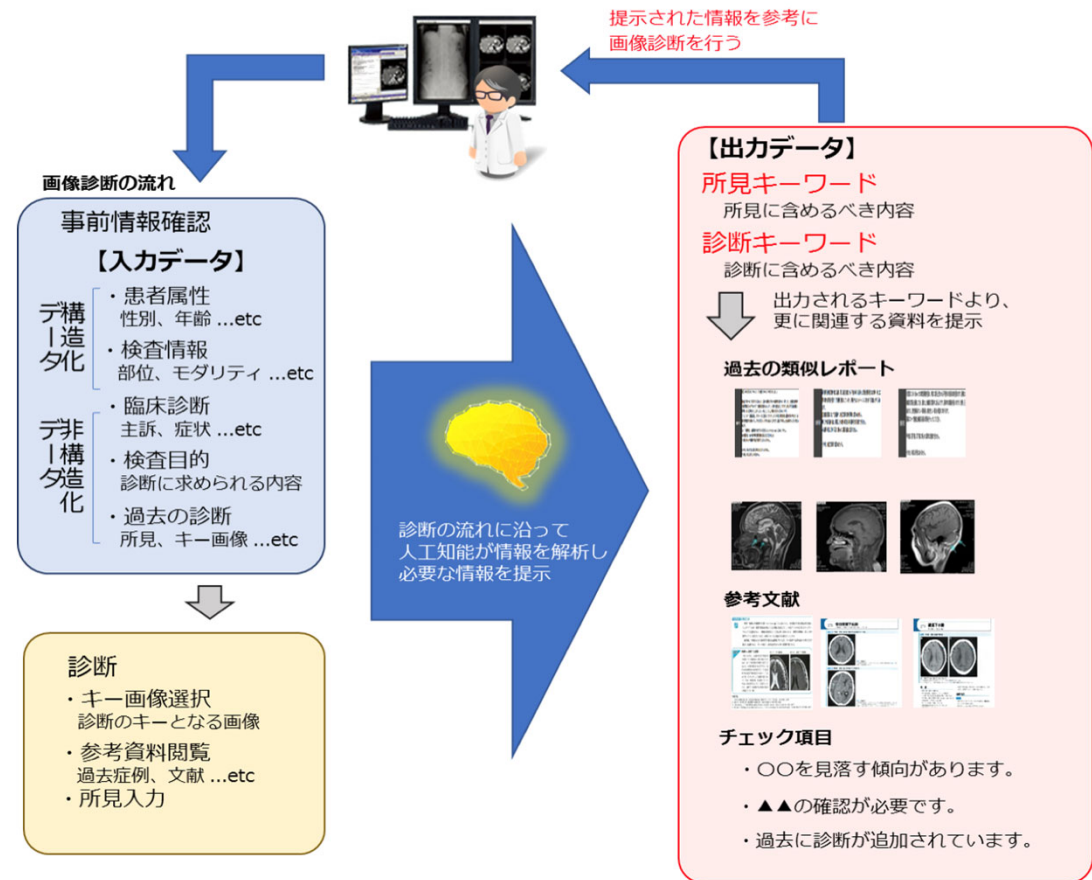 提示された情報を参考に
画像診断を行う
画像診断の流れ
事前情報確認
【入力データ】
構造化
データ
・患者属性
性別、年齢 ...etc
・検査情報
部位、モダリティ ...etc
非構造化
データ
・臨床診断
主訴、症状 ...etc
・検査目的
診断に求められる内容
・過去の診断
所見、キー画像 ...etc
診断
・キー画像選択
診断のキーとなる画像
・参考資料閲覧
過去症例、文献 ...etc
・所見入力
診断の流れに沿って
人工知能が情報を解析し
必要な情報を提示
【出力データ】
所見キーワード
所見に含めるべき内容
診断キーワード
診断に含めるべき内容
出力されるキーワードより、
更に関連する資料を提示
過去の類似レポート
参考文献
チェック項目
・〇〇を見落す傾向があります。
・▲▲の確認が必要です。
・過去に診断が追加されています。